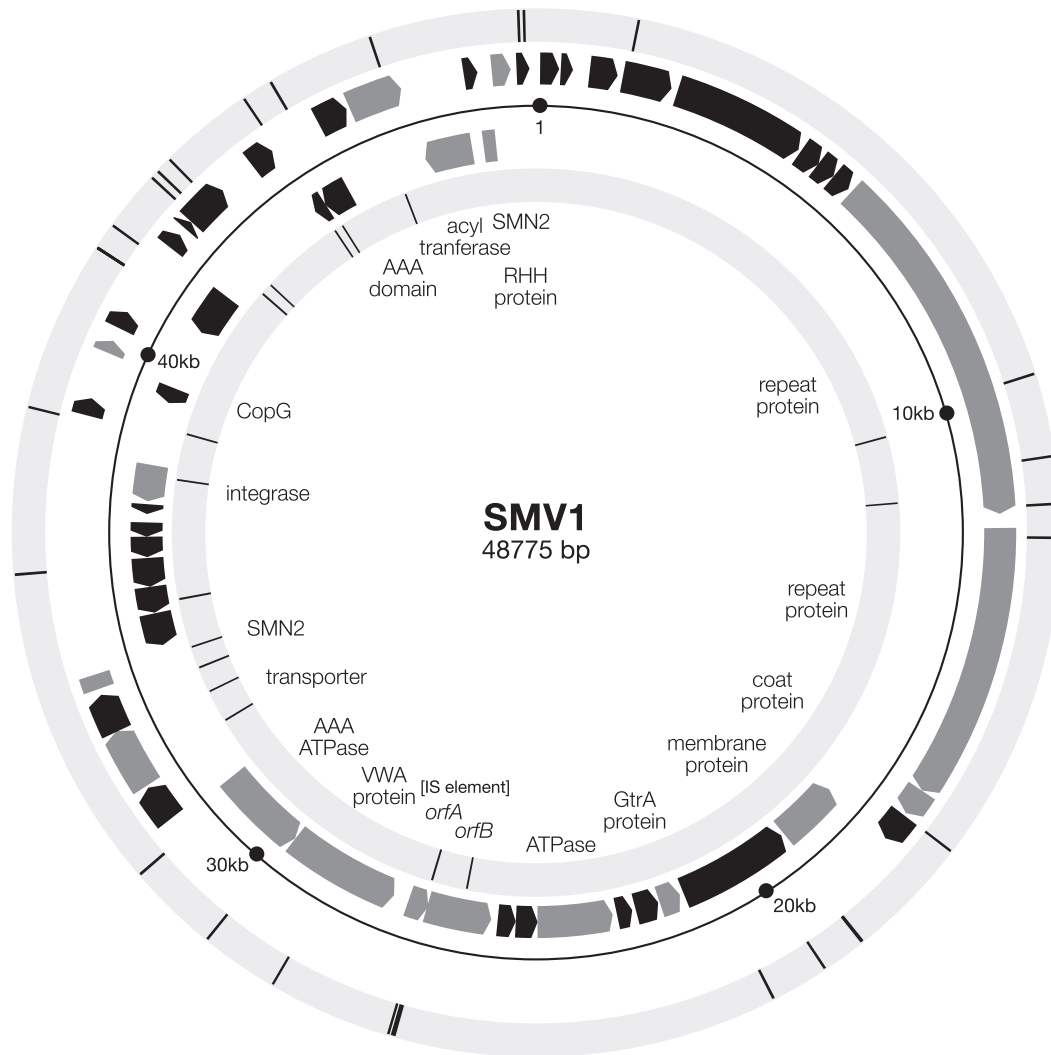 1
acyl
tranferase
SMN2
AAA
domain
RHH
protein
40kb
repeat
protein
10kb
CopG
integrase
SMV1
48775 bp
repeat
protein
SMN2
transporter
coat
protein
AAA
ATPase
membrane
protein
VWA
protein
[IS element]
orfA
orfB
GtrA
protein
ATPase
30kb
20kb